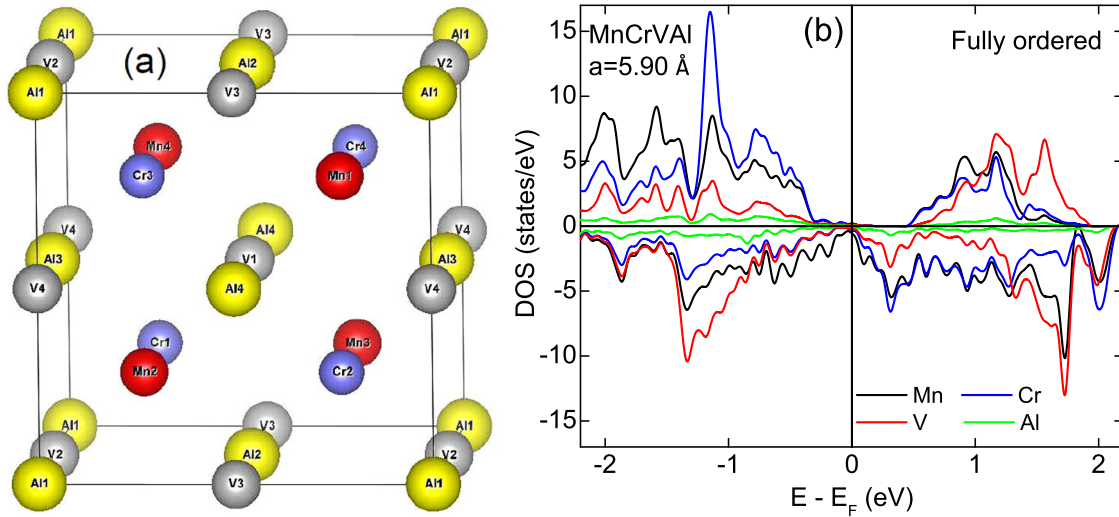 (a)
Al1 V3 Al1
V2 Al2 V2
Al1 V3 Al1
Mn4 Cr4
Cr3 Mn1
V4 Al4 V4
Al3 V1 Al3
V4 Al4 V4
Cr1 Mn3
Mn2 Cr2
Al1 V3 Al1
V2 Al2 V2
Al1 V3 Al1
(b)
MnCrVAl
a=5.90 Å
Fully ordered
DOS (states/eV)
15
10
5
0
-5
-10
-15
Mn Cr
V Al
-2 -1 0 1 2
E - E_F (eV)